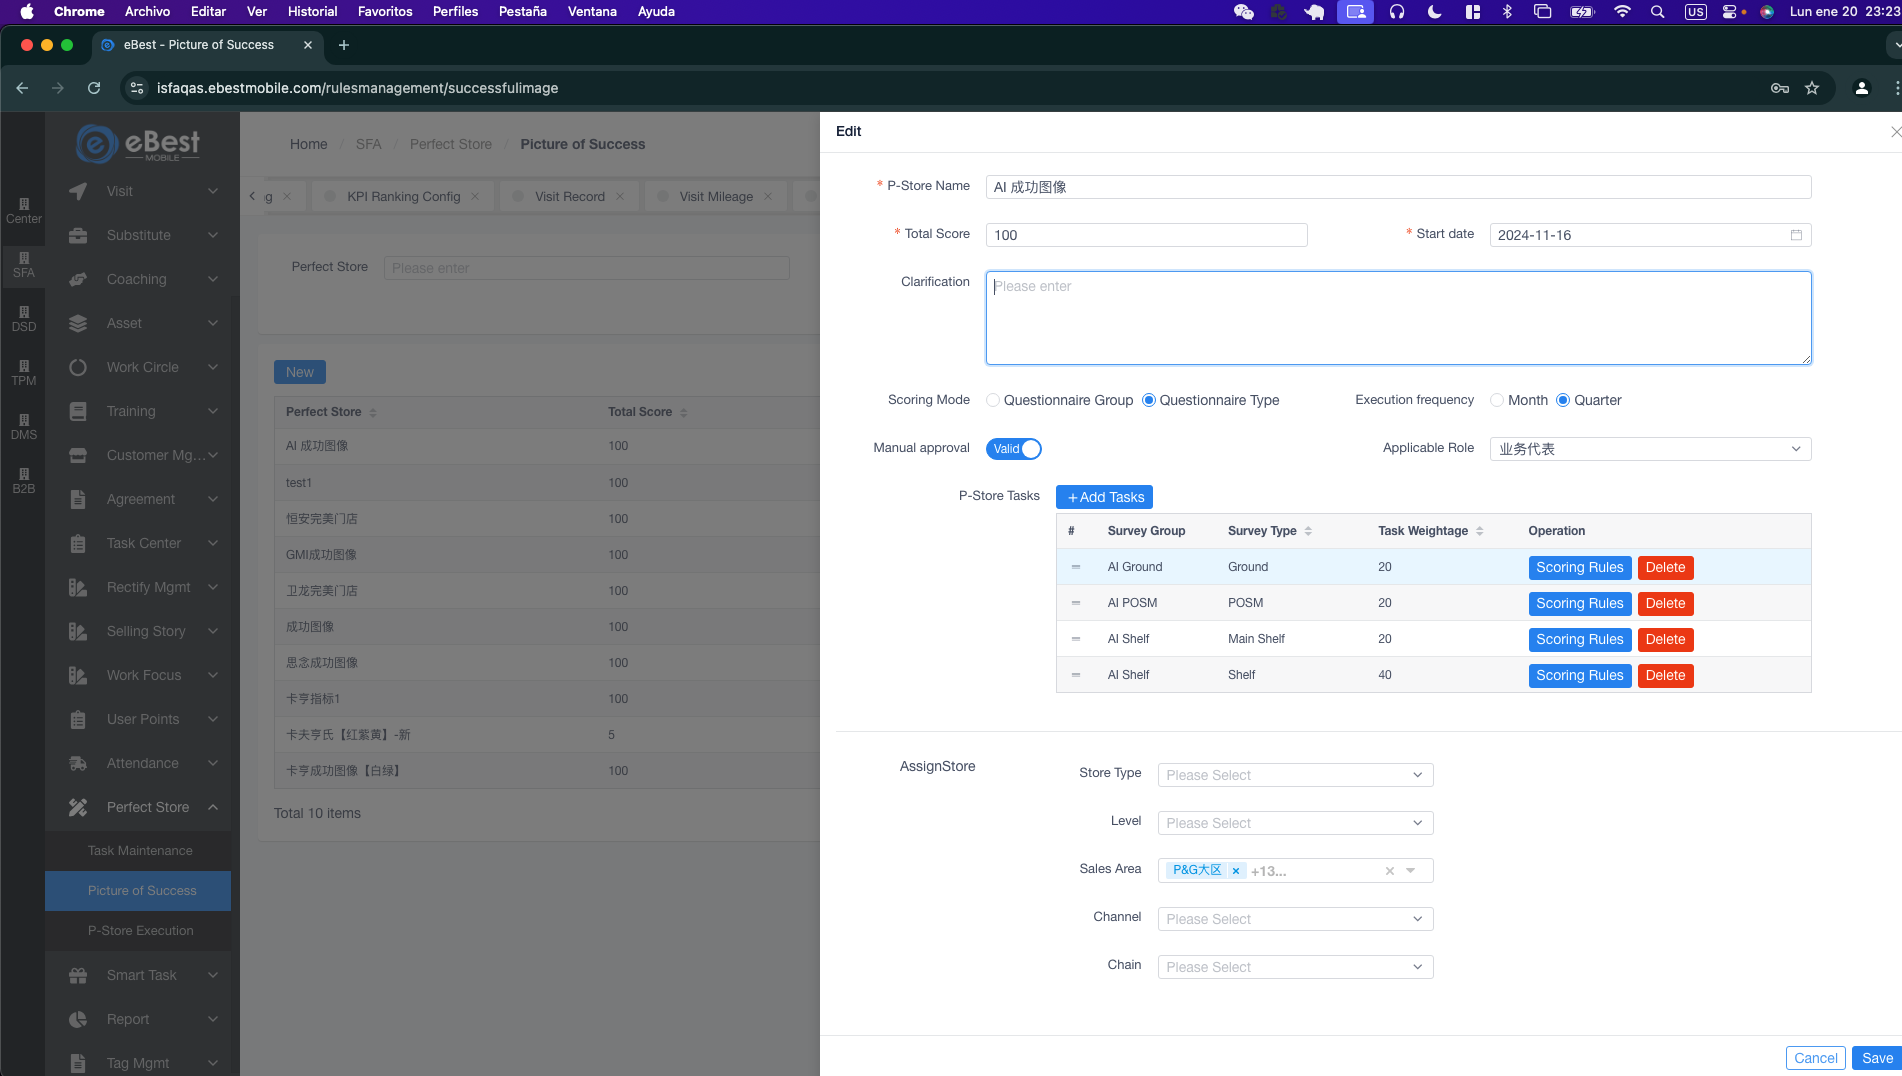 Chrome Archivo Editar Ver Historial Favoritos Perfiles Pestaña Ventana Ayuda US Lun ene 20 23:23
eBest - Picture of Success
isfaqas.ebestmobile.com/rulesmanagement/successfulimage
Center
SFA
DSD
TPM
DMS
B2B
eBest
MOBILE
Visit
Substitute
Coaching
Asset
Work Circle
Training
Customer Mg...
Agreement
Task Center
Rectify Mgmt
Selling Story
Work Focus
User Points
Attendance
Perfect Store
Task Maintenance
Picture of Success
P-Store Execution
Smart Task
Report
Tag Mgmt
Home / SFA / Perfect Store / Picture of Success
g KPI Ranking Config Visit Record Visit Mileage
Perfect Store Please enter
New
Perfect Store Total Score
AI 成功图像 100
test1 100
恒安完美门店 100
GMI成功图像 100
卫龙完美门店 100
成功图像 100
思念成功图像 100
卡亨指标1 100
卡夫亨氏【红紫黄】-新 5
卡亨成功图像【白绿】 100
Total 10 items
Edit
* P-Store Name AI 成功图像
* Total Score 100 * Start date 2024-11-16
Clarification Please enter
Scoring Mode Questionnaire Group Questionnaire Type Execution frequency Month Quarter
Manual approval Valid Applicable Role 业务代表
P-Store Tasks +Add Tasks
# Survey Group Survey Type Task Weightage Operation
AI Ground Ground 20 Scoring Rules Delete
AI POSM POSM 20 Scoring Rules Delete
AI Shelf Main Shelf 20 Scoring Rules Delete
AI Shelf Shelf 40 Scoring Rules Delete
AssignStore
Store Type Please Select
Level Please Select
Sales Area P&G大区 × +13...
Channel Please Select
Chain Please Select
Cancel Save